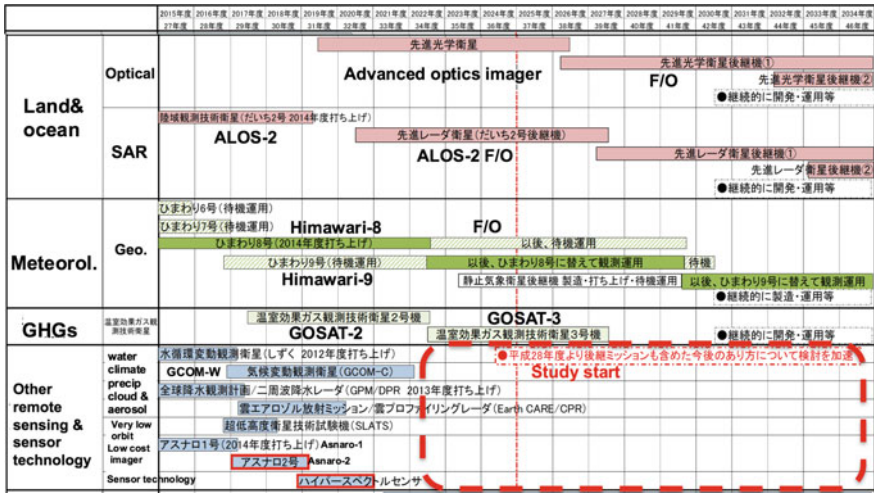 2015年度 2016年度 2017年度 2018年度 2019年度 2020年度 2021年度 2022年度 2023年度 2024年度 2025年度 2026年度 2027年度 2028年度 2029年度 2030年度 2031年度 2032年度 2033年度 2034年度
27年度 28年度 29年度 30年度 31年度 32年度 33年度 34年度 35年度 36年度 37年度 38年度 39年度 40年度 41年度 42年度 43年度 44年度 45年度 46年度
Land& ocean
Optical
先進光学衛星
Advanced optics imager
先進光学衛星後継機①
F/O
先進光学衛星後継機②
●継続的に開発・運用等
SAR
陸域観測技術衛星(だいち2号 2014年度打ち上げ)
ALOS-2
先進レーダ衛星(だいち2号後継機)
ALOS-2 F/O
先進レーダ衛星後継機①
先進レーダ衛星後継機②
●継続的に開発・運用等
Meteorol.
Geo.
ひまわり6号(待機運用)
ひまわり7号(待機運用)
Himawari-8
F/O
ひまわり8号(2014年度打ち上げ)
以後、待機運用
ひまわり9号(待機運用)
以後、ひまわり8号に替えて観測運用
待機
Himawari-9
静止気象衛星後継機 製造・打ち上げ・待機運用
以後、ひまわり9号に替えて観測運用
●継続的に製造・運用等
GHGs
温室効果ガス観測技術衛星
温室効果ガス観測技術衛星2号機
GOSAT-2
GOSAT-3
温室効果ガス観測技術衛星3号機
●継続的に開発・運用等
Other remote sensing & sensor technology
water
climate
precip
cloud &
aerosol
Very low
orbit
Low cost
imager
Sensor technology
水循環変動観測衛星(しずく 2012年度打ち上げ)
●平成28年度より後継ミッションも含めた今後のあり方について検討を加速
Study start
GCOM-W
気候変動観測衛星(GCOM-C)
全球降水観測計画/二周波降水レーダ(GPM/DPR 2013年度打ち上げ)
雲エアロゾル放射ミッション/雲プロファイリングレーダ(Earth CARE/CPR)
超低高度衛星技術試験機(SLATS)
アスナロ1号(2014年度打ち上げ) Asnaro-1
アスナロ2号 Asnaro-2
ハイパースペクトルセンサ